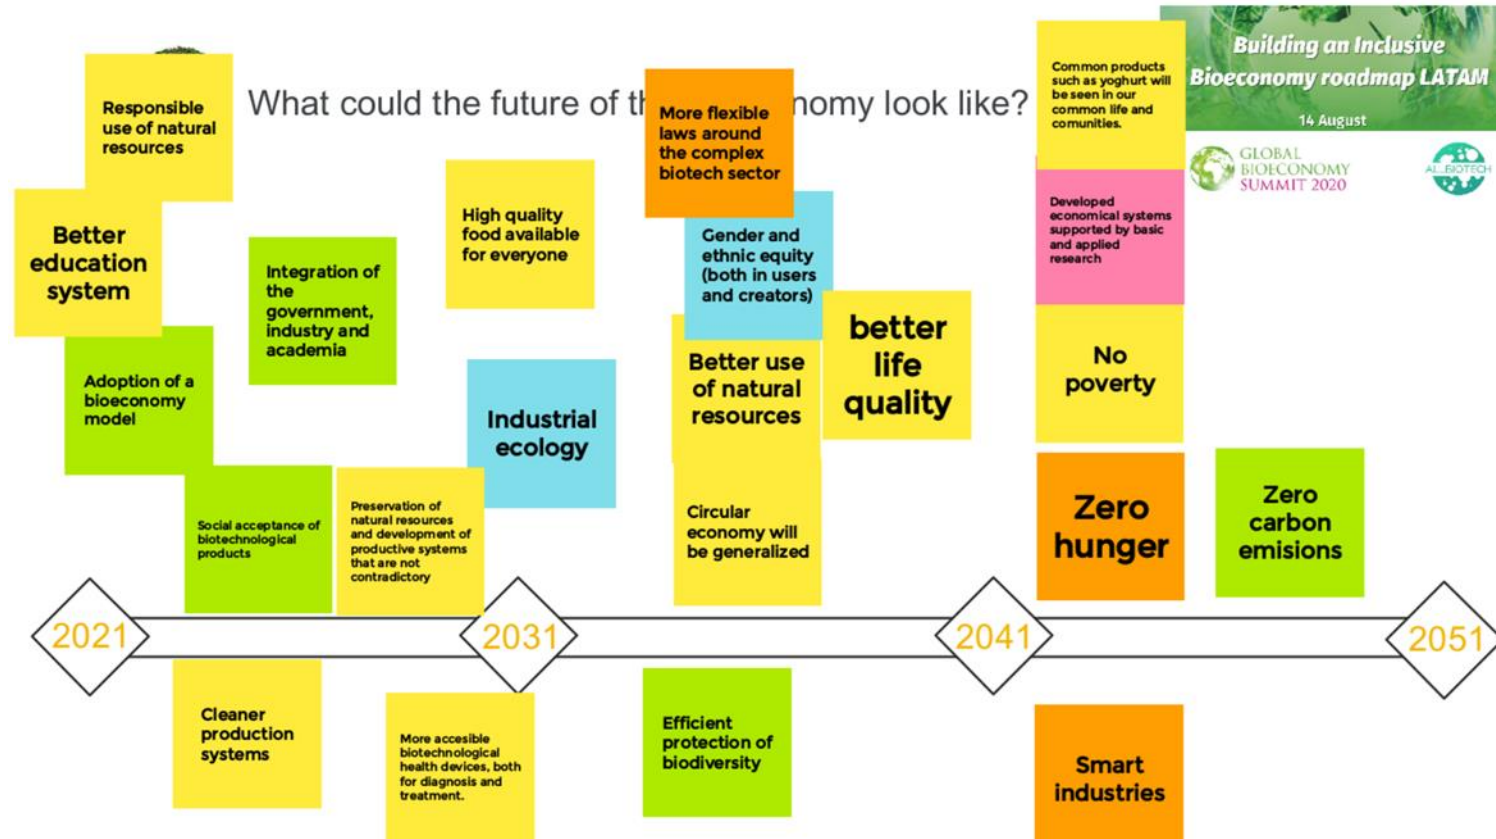 Building an Inclusive
Bioeconomy roadmap LATAM
14 August
GLOBAL
BIOECONOMY
SUMMIT 2020
ALLBIOTECH
What could the future of th
nomy look like?
Responsible
use of natural
resources
Better
education
system
Adoption of a
bioeconomy
model
Integration of
the
government,
industry and
academia
Social acceptance of
biotechnological
products
Preservation of
natural resources
and development of
productive systems
that are not
contradictory
High quality
food available
for everyone
Industrial
ecology
More flexible
laws around
the complex
biotech sector
Gender and
ethnic equity
(both in users
and creators)
Better use
of natural
resources
better
life
quality
Circular
economy will
be generalized
Common products
such as yoghurt will
be seen in our
common life and
comunities.
Developed
economical systems
supported by basic
and applied
research
No
poverty
Zero
hunger
Zero
carbon
emisions
2021
2031
2041
2051
Cleaner
production
systems
More accesible
biotechnological
health devices, both
for diagnosis and
treatment.
Efficient
protection of
biodiversity
Smart
industries